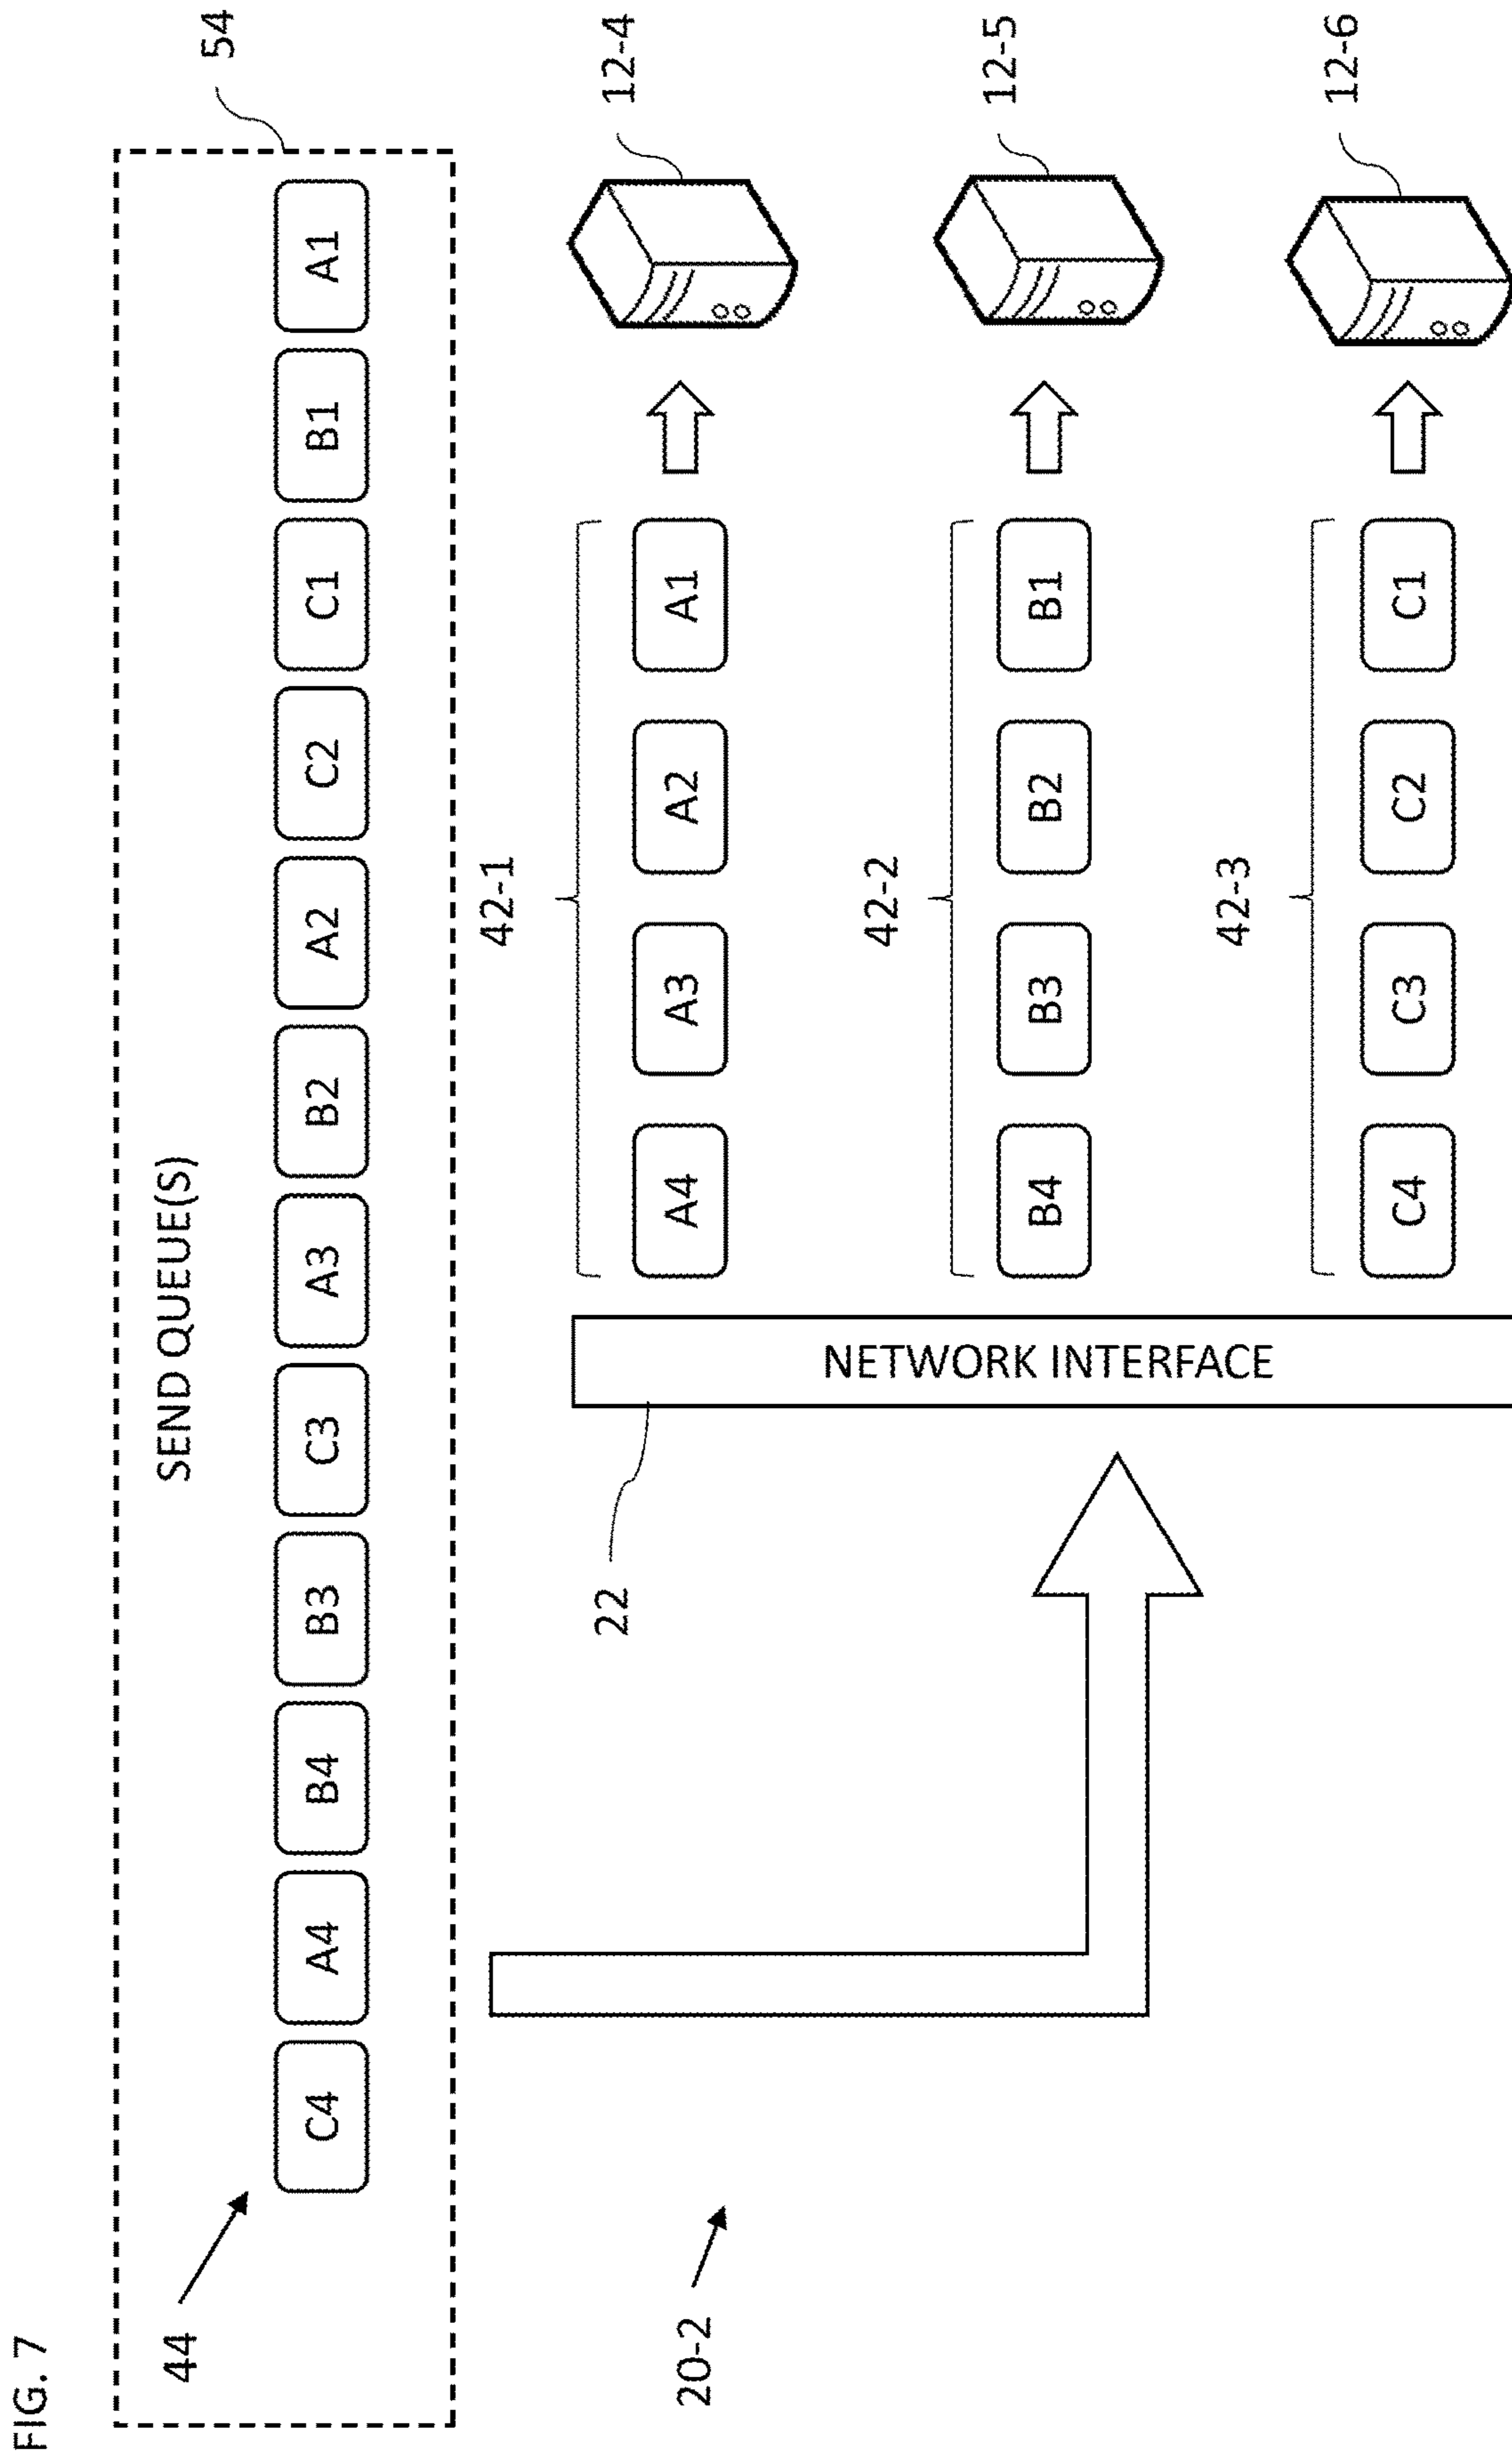 FIG. 7
SEND QUEUE(S)
44
54
C4 A4 B4 B3 C3 A3 B2 A2 C2 C1 B1 A1
42-1
22
12-4
A4 A3 A2 A1
20-2
NETWORK INTERFACE
42-2
12-5
B4 B3 B2 B1
42-3
12-6
C4 C3 C2 C1